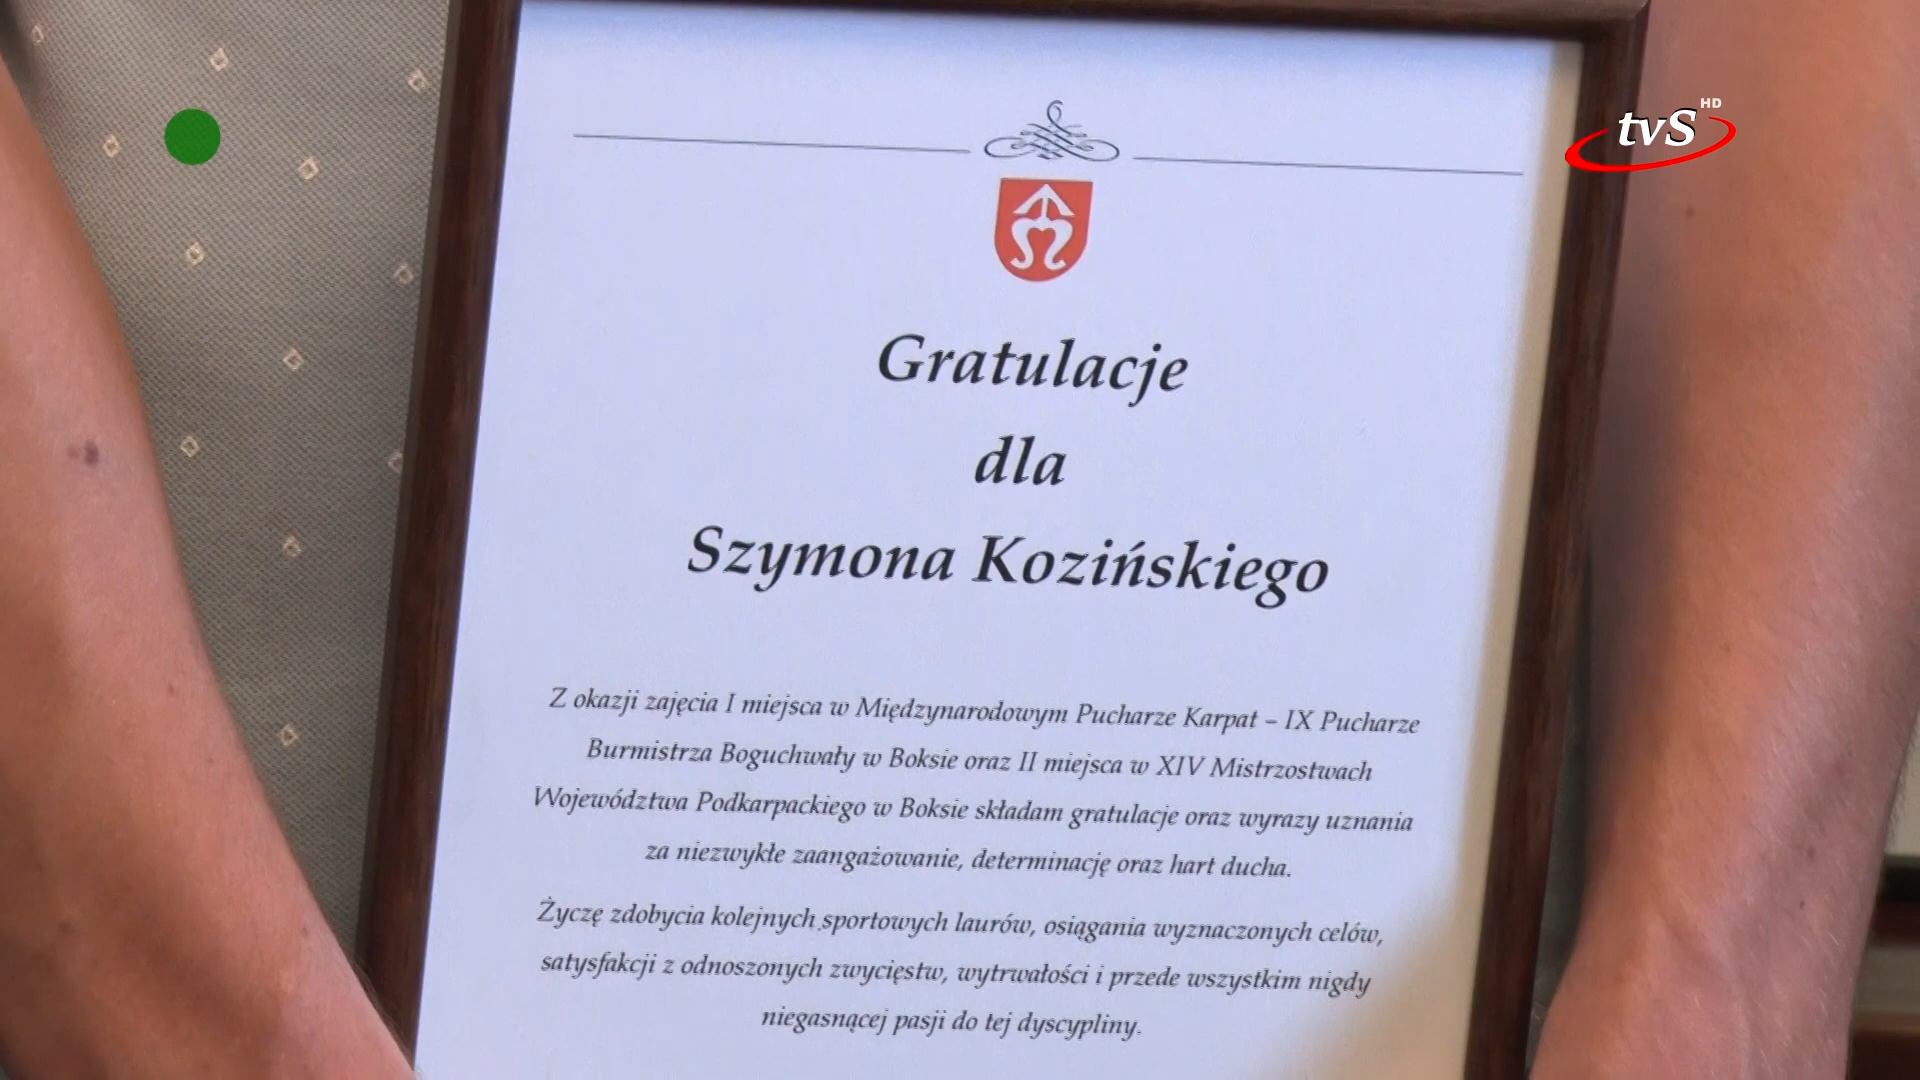 tvS HD
Gratulacje
dla
Szymona Kozińskiego
Z okazji zajęcia I miejsca w Międzynarodowym Pucharze Karpat – IX Pucharze
Burmistrza Boguchwały w Boksie oraz II miejsca w XIV Mistrzostwach
Województwa Podkarpackiego w Boksie składam gratulacje oraz wyrazy uznania
za niezwykłe zaangażowanie, determinację oraz hart ducha.
Życzę zdobycia kolejnych sportowych laurów, osiągania wyznaczonych celów,
satysfakcji z odnoszonych zwycięstw, wytrwałości i przede wszystkim nigdy
niegasnącej pasji do tej dyscypliny.